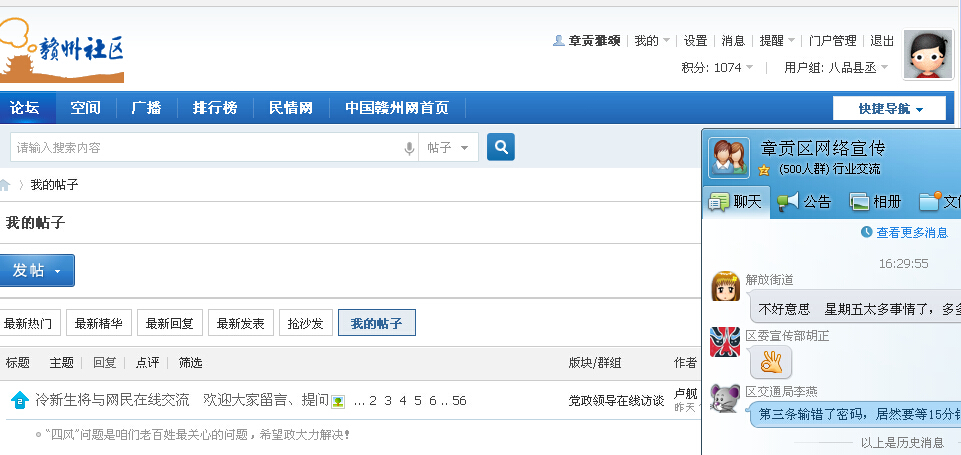 赣州社区
章贡雅颂 我的 设置 消息 提醒 门户管理 退出
积分: 1074 用户组: 八品县丞
论坛 空间 广播 排行榜 民情网 中国赣州网首页 快捷导航
请输入搜索内容 帖子
我的帖子
我的帖子
发帖
最新热门 最新精华 最新回复 最新发表 抢沙发 我的帖子
标题 主题 回复 点评 筛选 版块/群组 作者
2 冷新生将与网民在线交流 欢迎大家留言、提问 ...2 3 4 5 6 .. 56 党政领导在线访谈 卢舰
昨天
“四风”问题是咱们老百姓最关心的问题，希望政大力解决！
章贡区网络宣传
(500人群) 行业交流
聊天 公告 相册 文
查看更多消息
16:29:55
解放街道
不好意思 星期五太多事情了，多
区委宣传部胡正
区交通局李燕
第三条输错了密码，居然要等15分
以上是历史消息